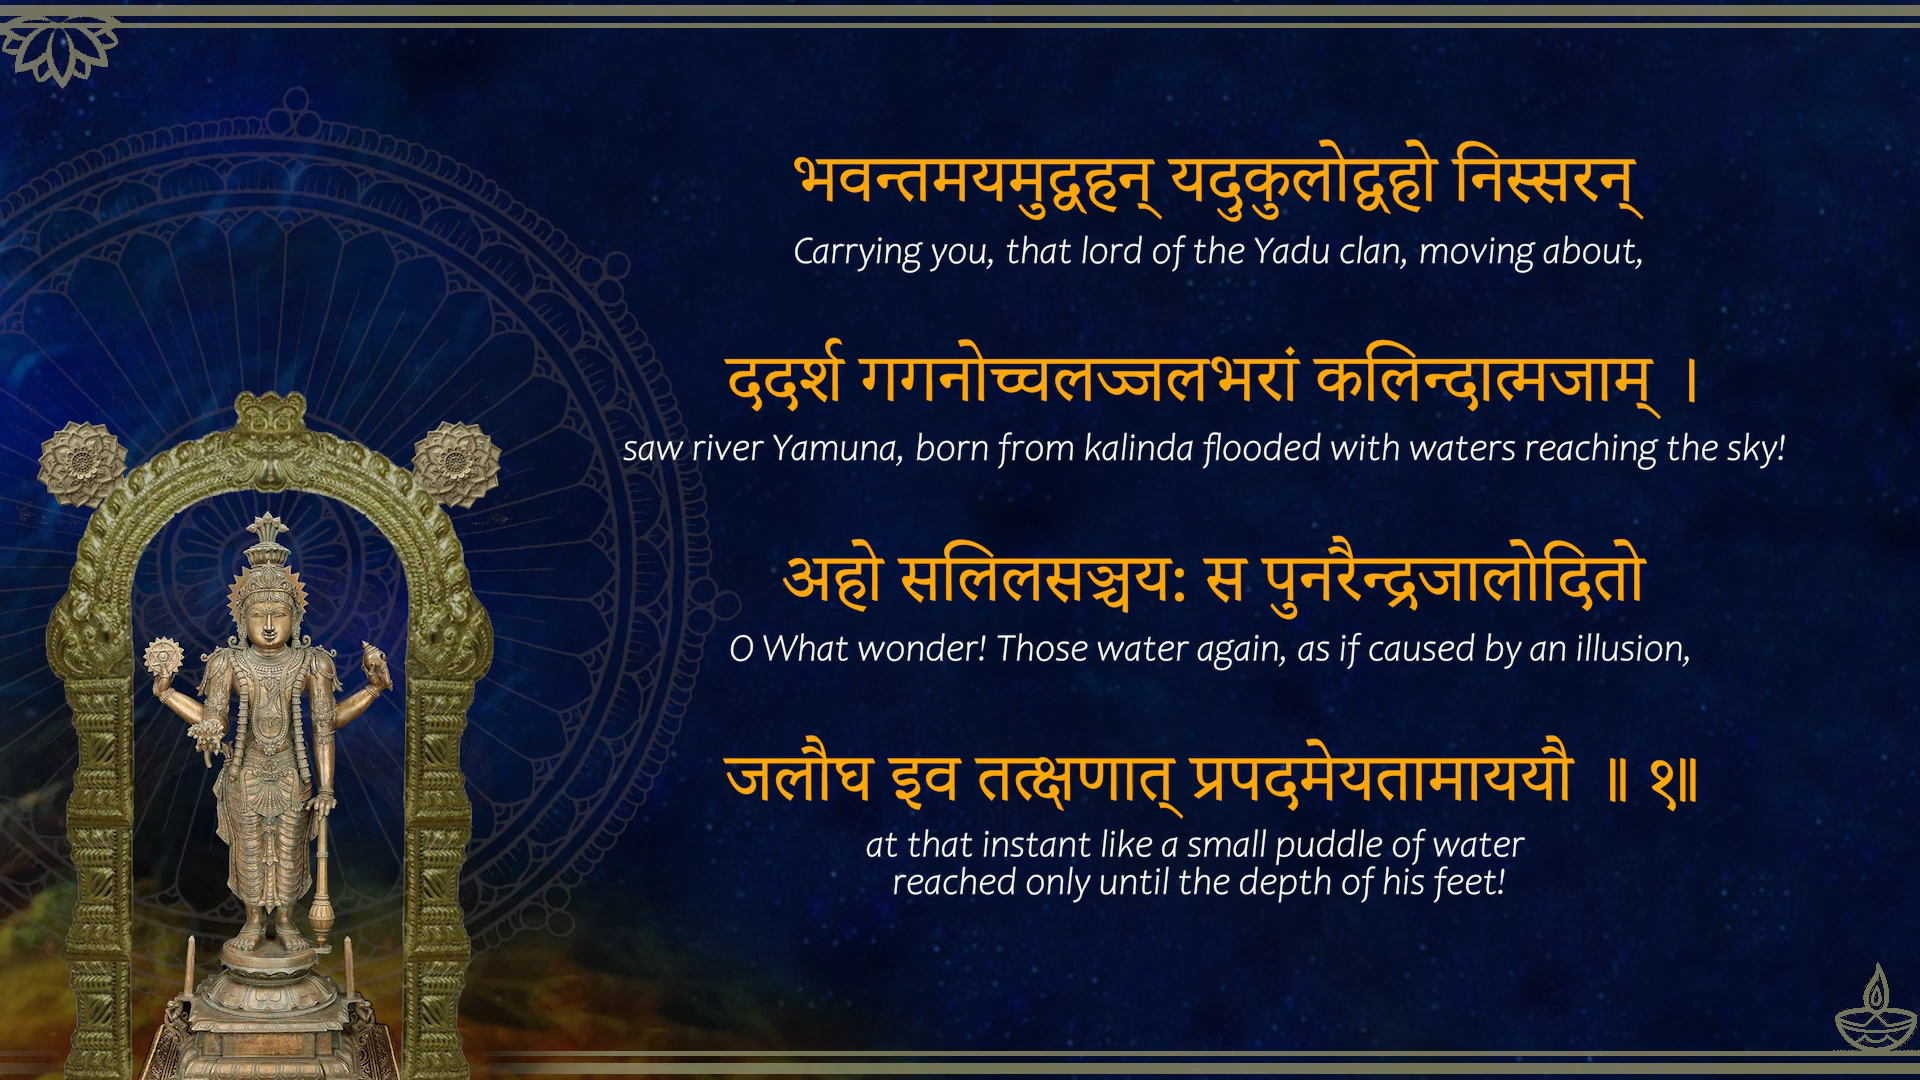 भवन्तमयमुद्वहन् यदुकुलोद्वहो निस्सरन्
Carrying you, that lord of the Yadu clan, moving about,
ददर्श गगनोच्चलज्जलभरां कलिन्दात्मजाम् ।
saw river Yamuna, born from kalinda flooded with waters reaching the sky!
अहो सलिलसञ्चय: स पुनरैन्द्रजालोदितो
O What wonder! Those water again, as if caused by an illusion,
जलौघ इव तत्क्षणात् प्रपदमेयतामाययौ ॥ १॥
at that instant like a small puddle of water
reached only until the depth of his feet!